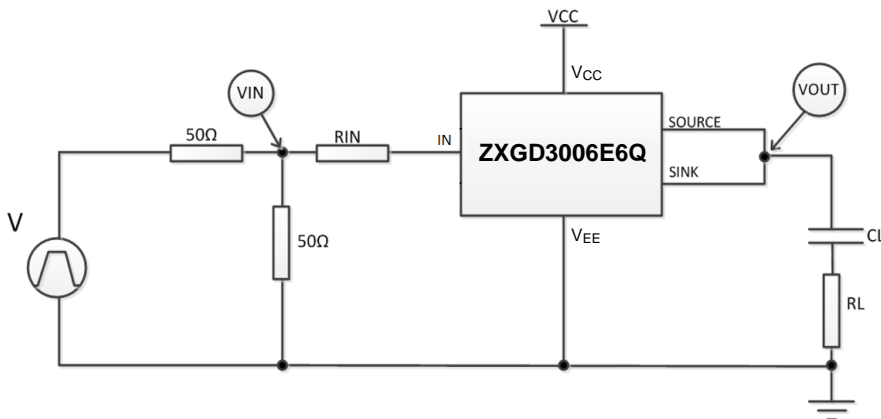 VCC
VCC
VIN
VOUT
50Ω
RIN
IN
ZXGD3006E6Q
SOURCE
SINK
V
50Ω
VEE
CL
RL